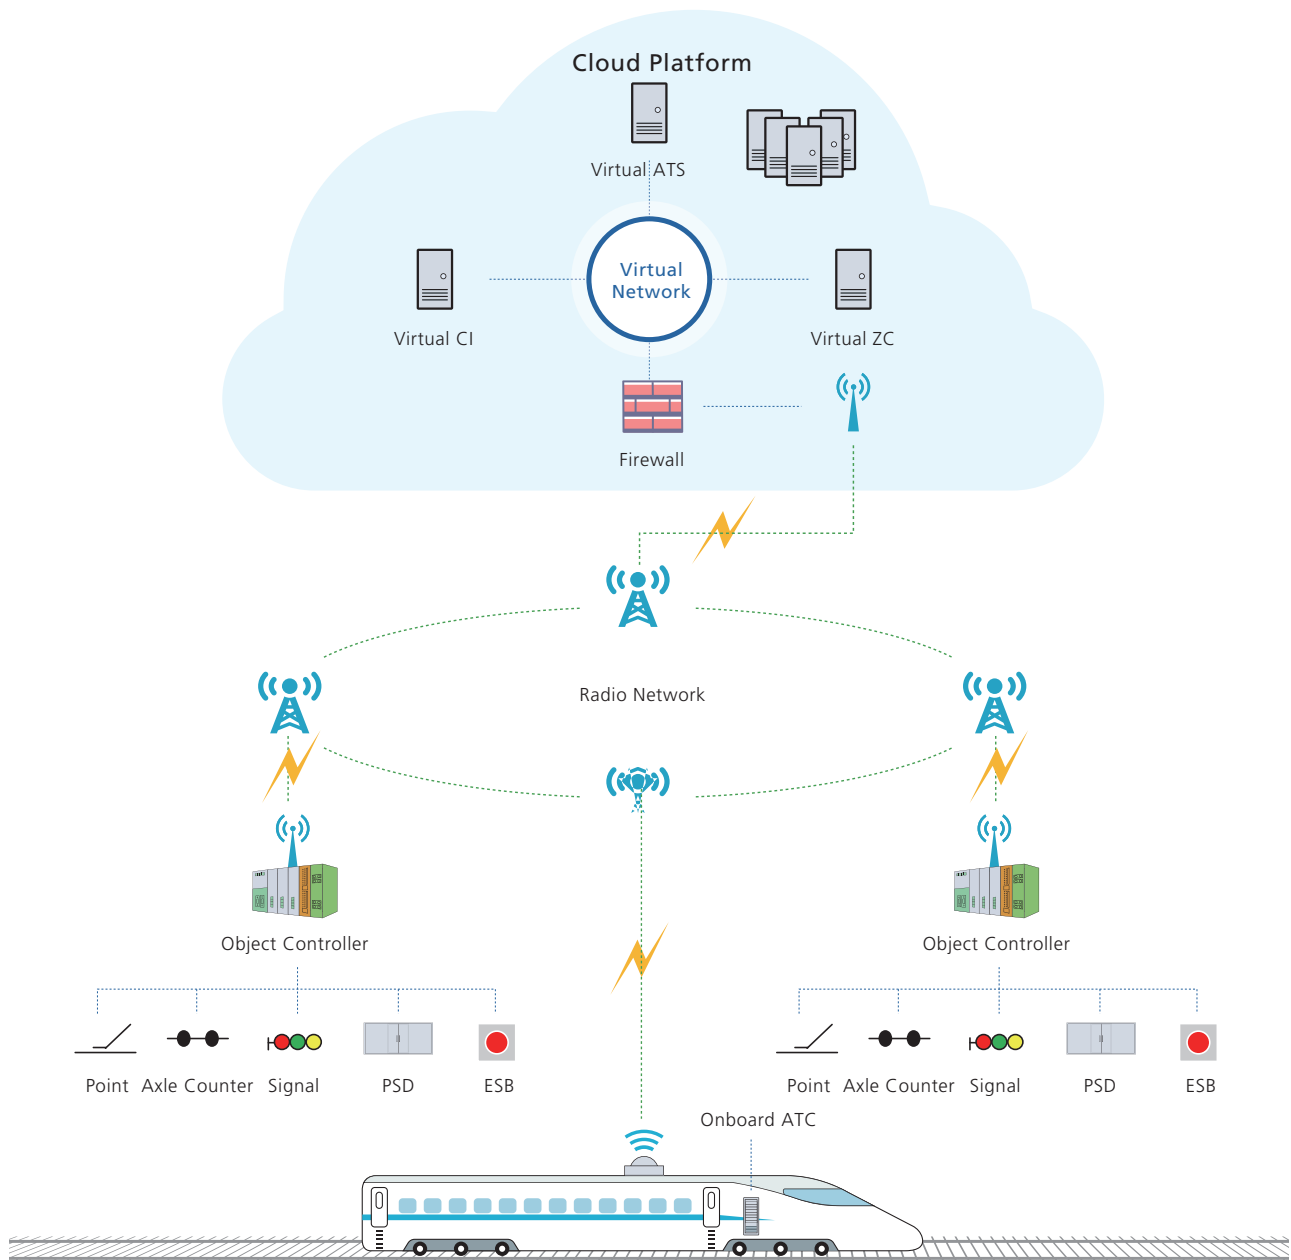 Cloud Platform
Virtual ATS
Virtual
Network
Virtual CI
Virtual ZC
Firewall
Radio Network
Object Controller
Object Controller
Point Axle Counter Signal PSD ESB
Point Axle Counter Signal PSD ESB
Onboard ATC